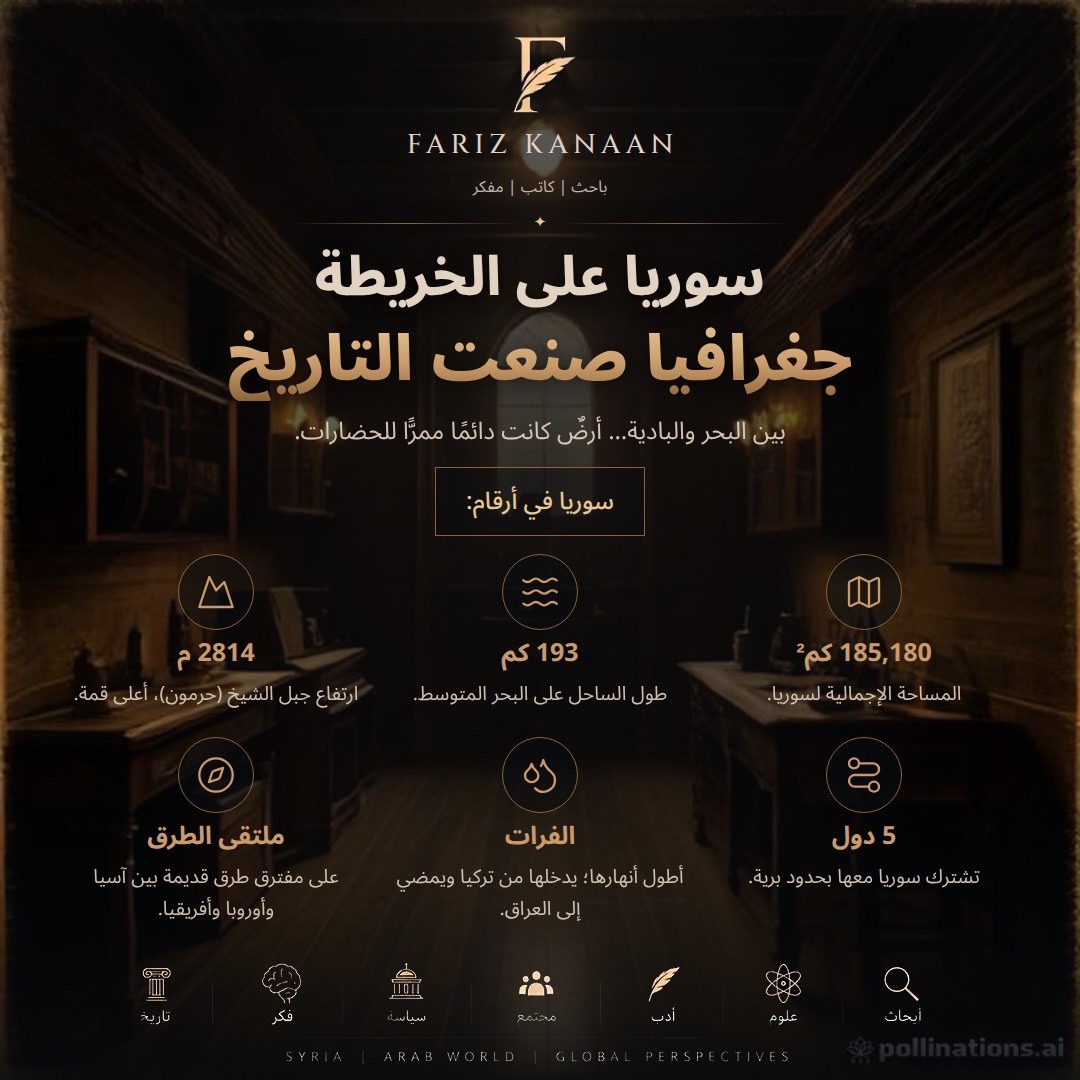 FARIZ KANAAN
باحث | كاتب | مفكر
سوريا على الخريطة
جغرافيا صنعت التاريخ
بين البحر والبادية... أرضٌ كانت دائمًا ممرًّا للحضارات.
سوريا في أرقام:
185,180 كم²
المساحة الإجمالية لسوريا.
193 كم
طول الساحل على البحر المتوسط.
2814 م
ارتفاع جبل الشيخ (حرمون)، أعلى قمة.
5 دول
تشترك سوريا معها بحدود برية.
الفرات
أطول أنهارها؛ يدخلها من تركيا ويمضي
إلى العراق.
ملتقى الطرق
على مفترق طرق قديمة بين آسيا
وأوروبا وأفريقيا.
أبحاث
علوم
أدب
مجتمع
سياسة
فكر
تاريخ
SYRIA | ARAB WORLD | GLOBAL PERSPECTIVES
pollinations.ai